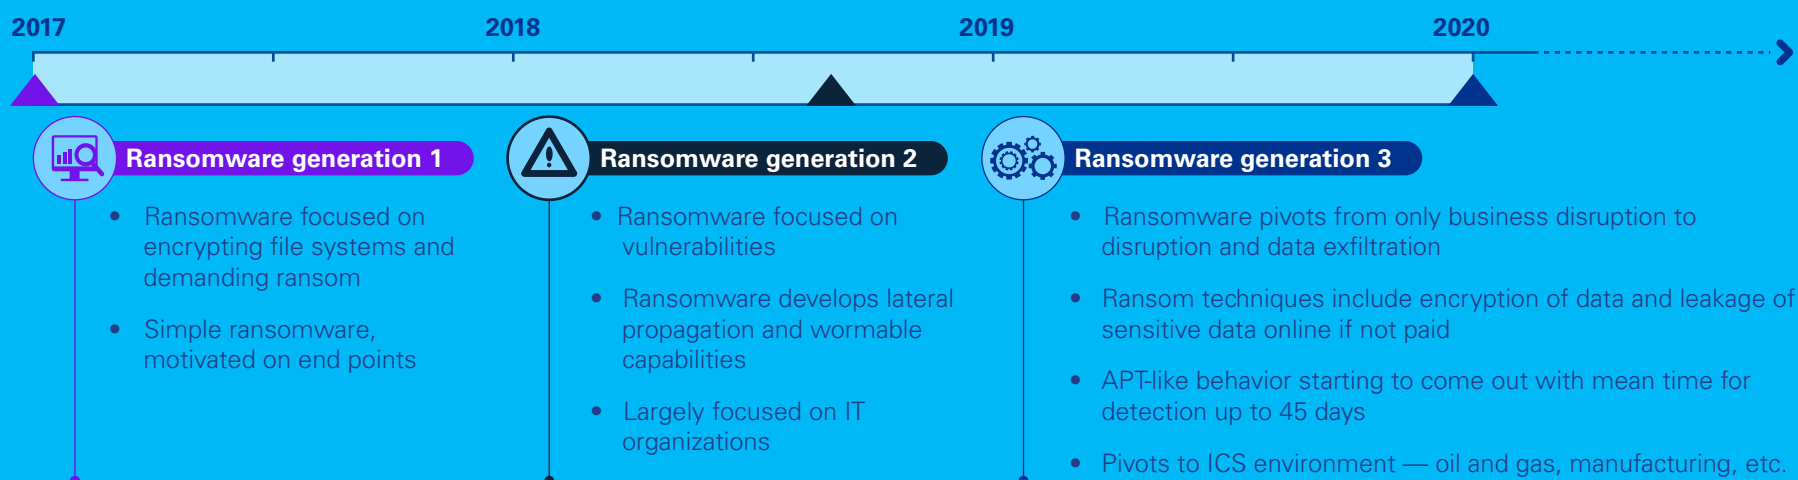 2017
2018
2019
2020
Ransomware generation 1
• Ransomware focused on
encrypting file systems and
demanding ransom
• Simple ransomware,
motivated on end points
Ransomware generation 2
• Ransomware focused on
vulnerabilities
• Ransomware develops lateral
propagation and wormable
capabilities
• Largely focused on IT
organizations
Ransomware generation 3
• Ransomware pivots from only business disruption to
disruption and data exfiltration
• Ransom techniques include encryption of data and leakage of
sensitive data online if not paid
• APT-like behavior starting to come out with mean time for
detection up to 45 days
• Pivots to ICS environment — oil and gas, manufacturing, etc.